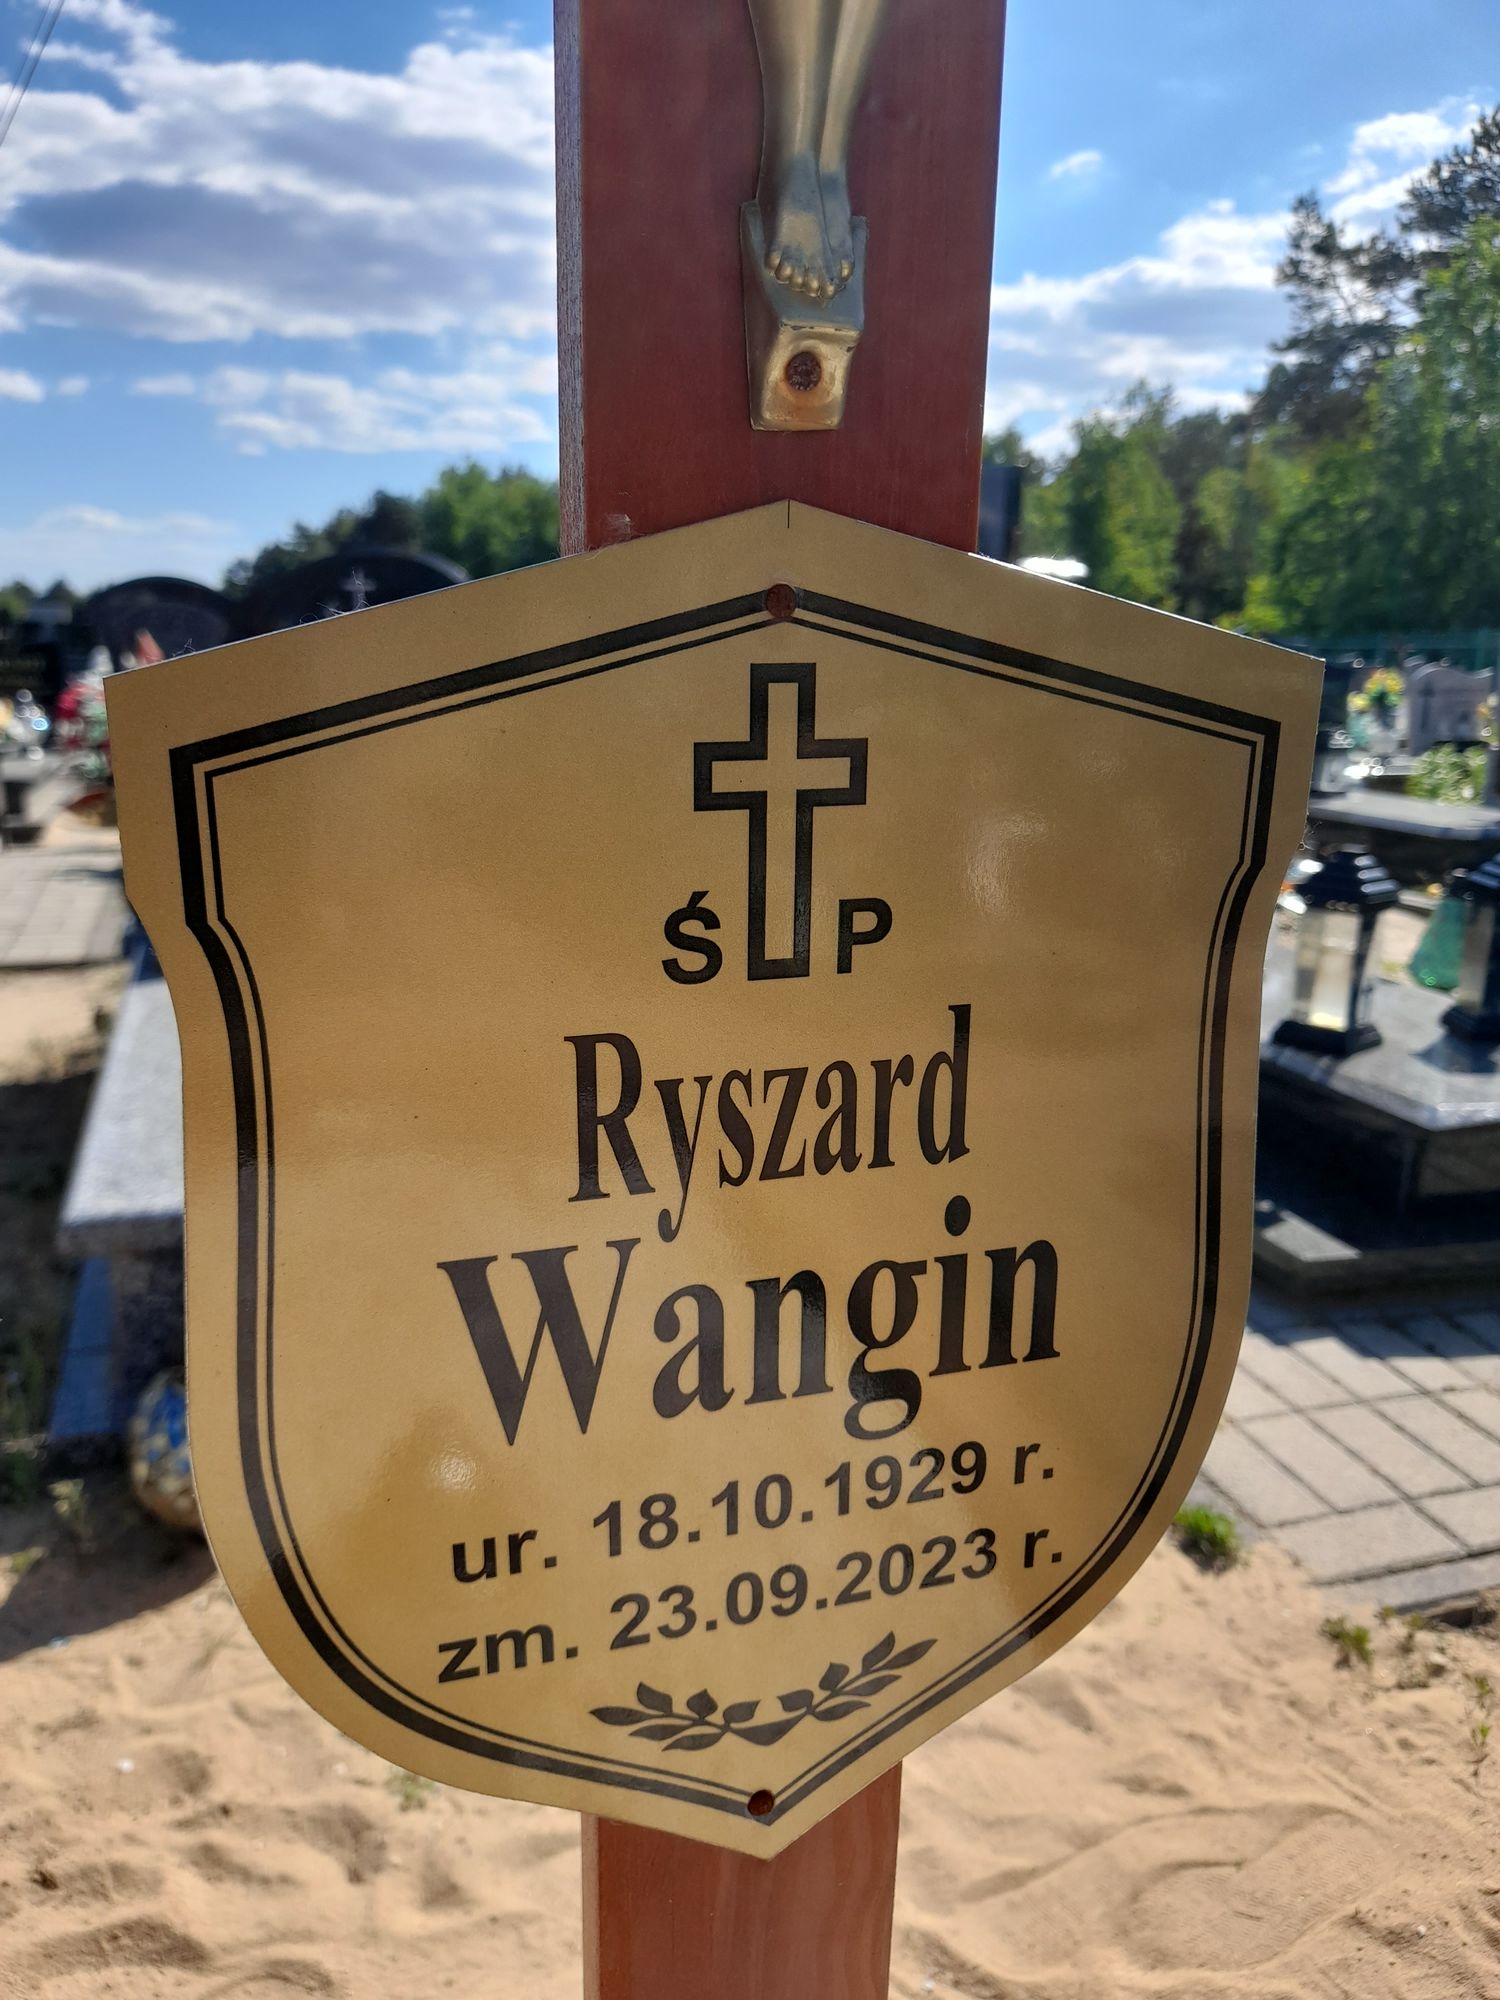 Ś P
Ryszard
Wangin
ur. 18.10.1929 r.
zm. 23.09.2023 r.